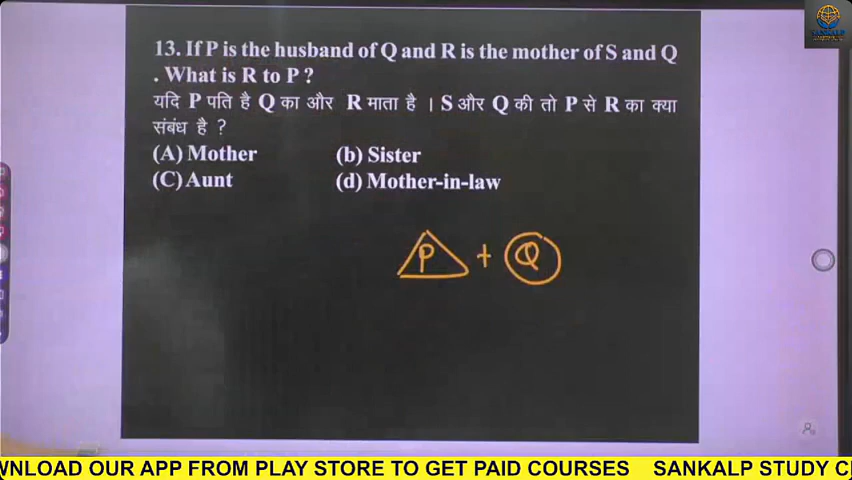 SANKALP
13. If P is the husband of Q and R is the mother of S and Q
. What is R to P ?
यदि P पति है Q का और R माता है । S और Q की तो P से R का क्या
संबंध है ?
(A) Mother (b) Sister
(C) Aunt (d) Mother-in-law
P + Q
WNLOAD OUR APP FROM PLAY STORE TO GET PAID COURSES SANKALP STUDY C